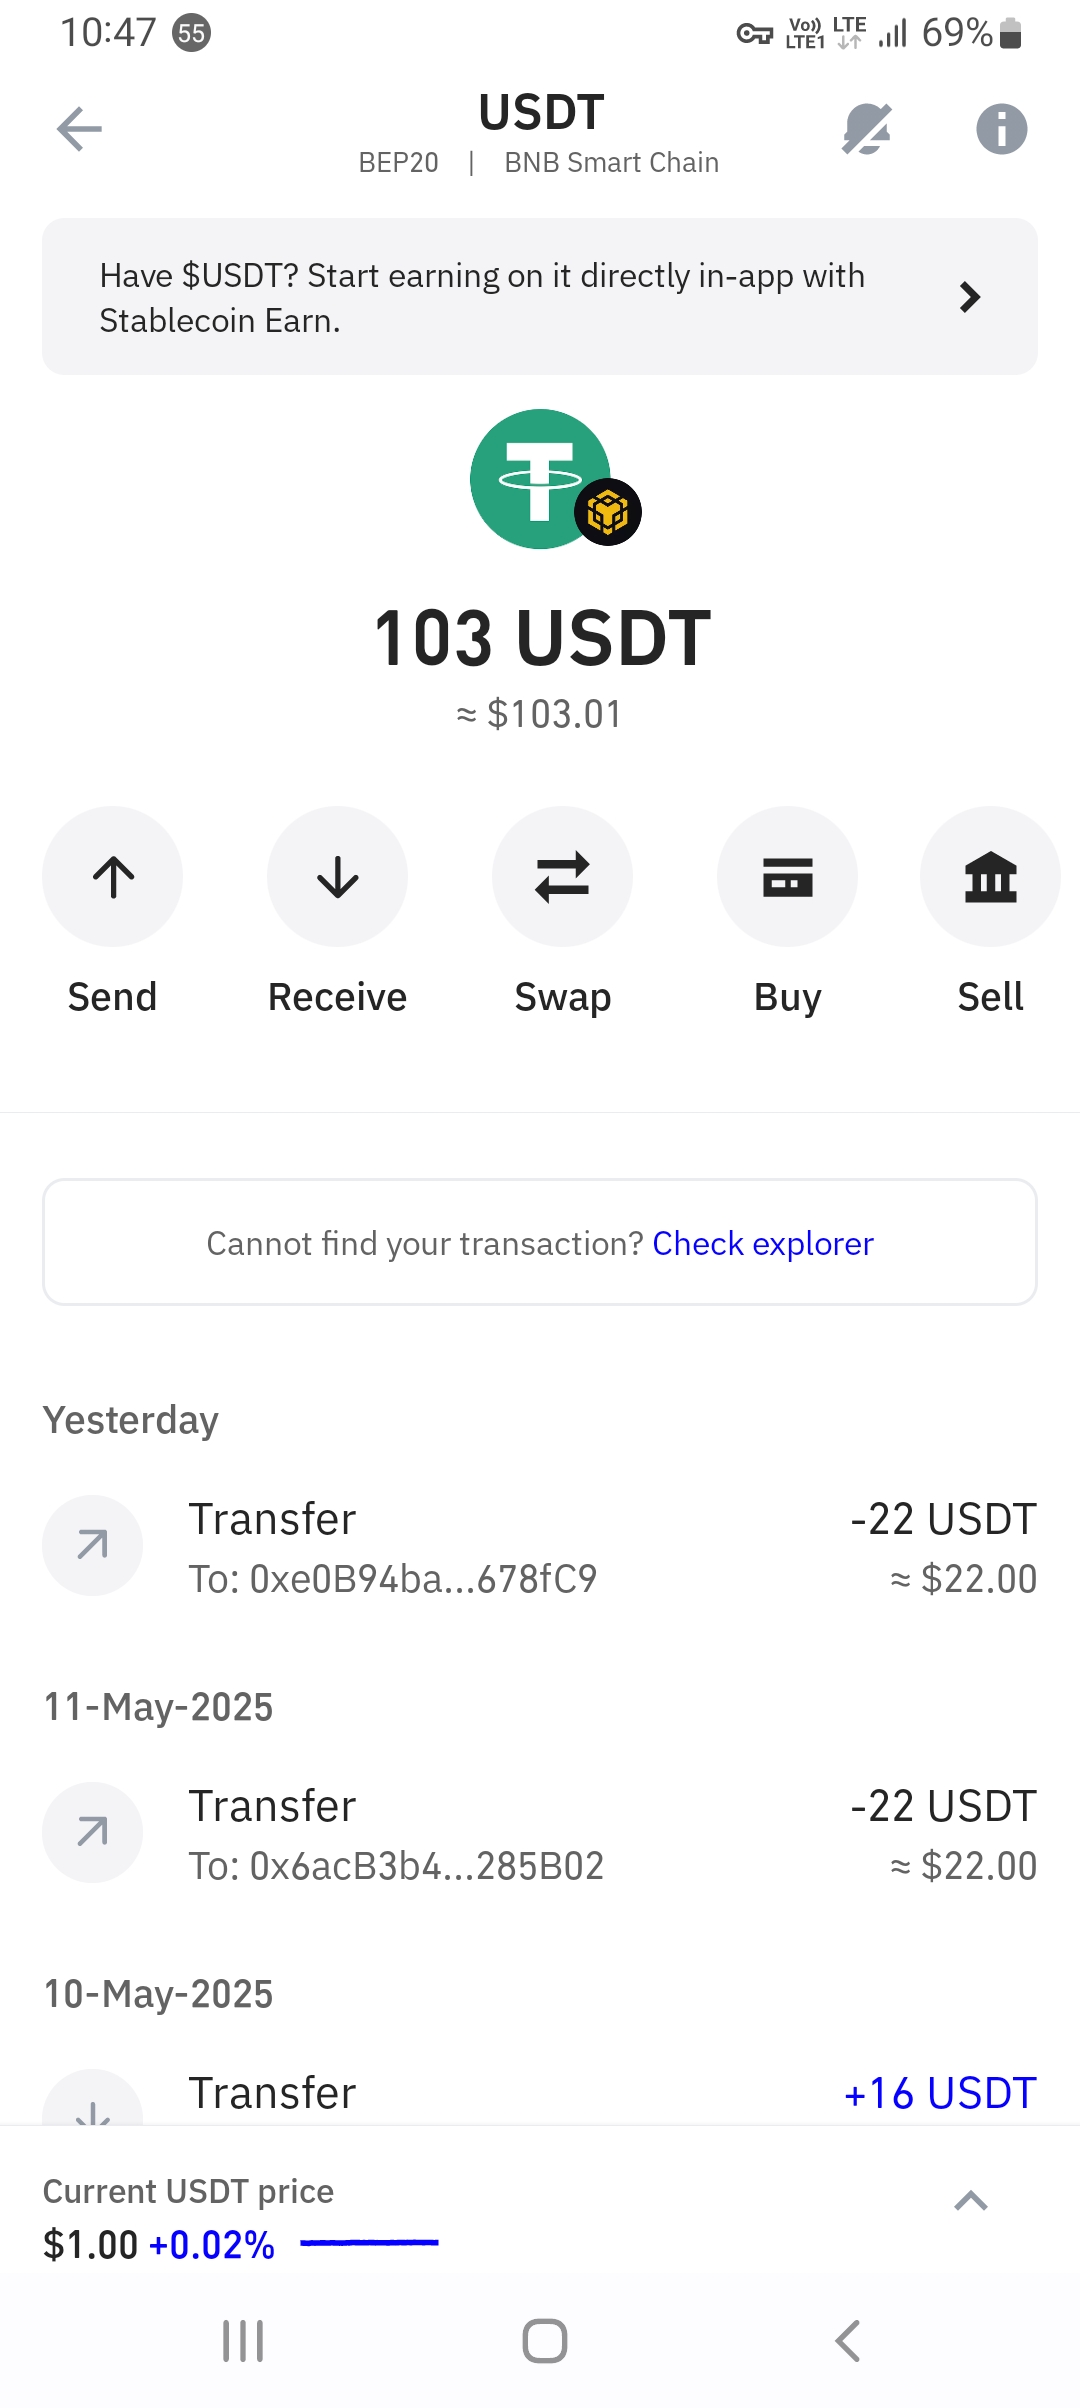 10:47 55 Vo)) LTE1 LTE 69%
USDT
BEP20 | BNB Smart Chain
Have $USDT? Start earning on it directly in-app with
Stablecoin Earn.
103 USDT
≈ $103.01
Send Receive Swap Buy Sell
Cannot find your transaction? Check explorer
Yesterday
Transfer -22 USDT
To: 0xe0B94ba...678fC9 ≈ $22.00
11-May-2025
Transfer -22 USDT
To: 0x6acB3b4...285B02 ≈ $22.00
10-May-2025
Transfer +16 USDT
Current USDT price
$1.00 +0.02%